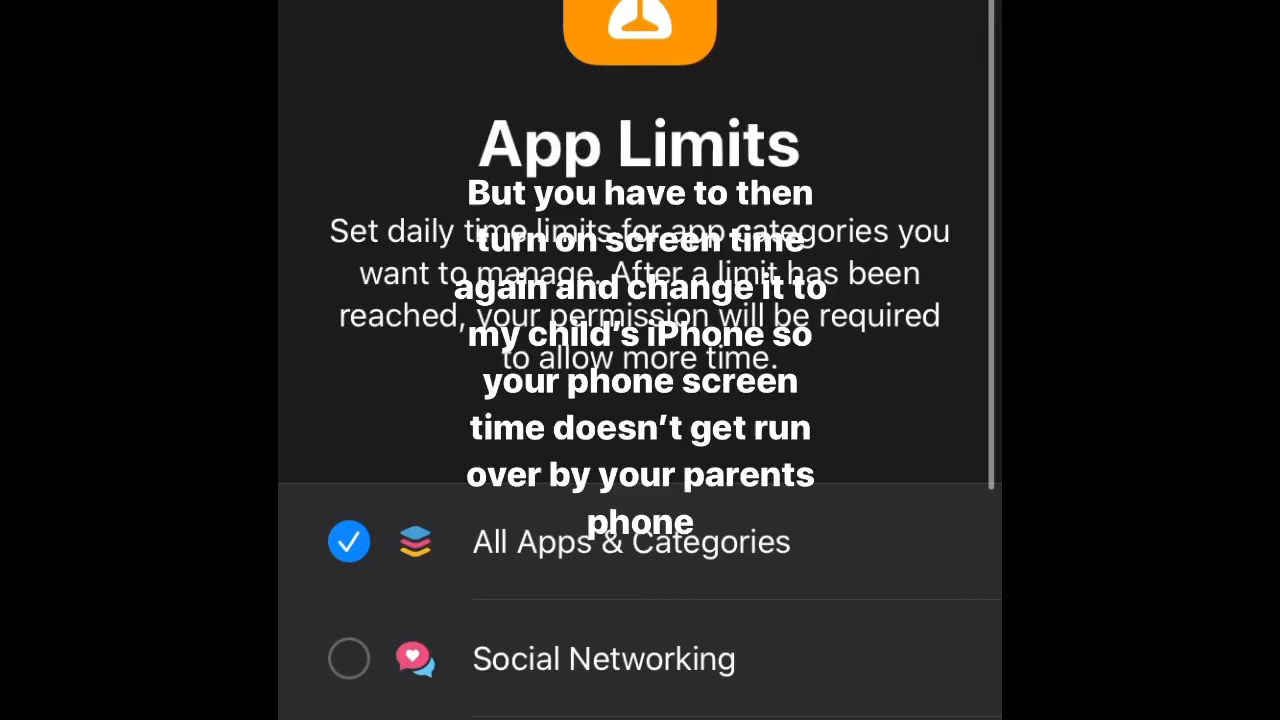 App Limits
But you have to then
Set daily time limits for app categories you
turn on screen time
want to manage. After a limit has been
again and change it to
reached, your permission will be required
my child’s iPhone so
to allow more time.
your phone screen
time doesn’t get run
over by your parents
phone
All Apps & Categories
Social Networking